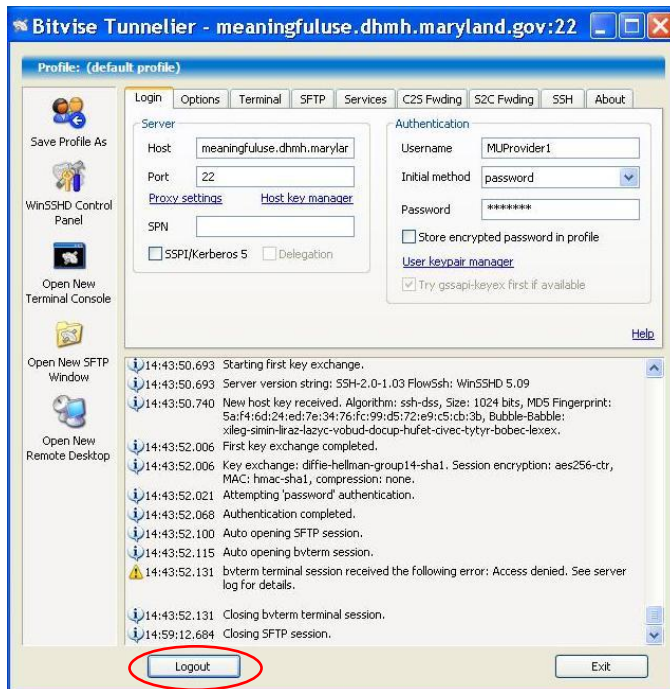 Bitvise Tunnelier - meaningfuluse.dhmh.maryland.gov:22
Profile: (default profile)
Save Profile As
WinSSHD Control
Panel
Open New
Terminal Console
Open New SFTP
Window
Open New
Remote Desktop
Login Options Terminal SFTP Services C2S Fwding S2C Fwding SSH About
Server
Host meaningfuluse.dhmh.marylar
Port 22
Proxy settings Host key manager
SPN
SSPI/Kerberos 5 Delegation
Authentication
Username MUProvider1
Initial method password
Password *******
Store encrypted password in profile
User keypair manager
Try gssapi-keyex first if available
Help
14:43:50.693 Starting first key exchange.
14:43:50.693 Server version string: SSH-2.0-1.03 FlowSsh: WinSSHD 5.09
14:43:50.740 New host key received. Algorithm: ssh-dss, Size: 1024 bits, MD5 Fingerprint:
5a:f4:6d:24:ed:7e:34:76:fc:99:d5:72:e9:c5:cb:3b, Bubble-Babble:
xileg-simin-liraz-lazyc-vobud-docup-hufet-civec-tytyr-bobec-lexex.
14:43:52.006 First key exchange completed.
14:43:52.006 Key exchange: diffie-hellman-group14-sha1. Session encryption: aes256-ctr,
MAC: hmac-sha1, compression: none.
14:43:52.021 Attempting 'password' authentication.
14:43:52.068 Authentication completed.
14:43:52.100 Auto opening SFTP session.
14:43:52.115 Auto opening bvterm session.
14:43:52.131 bvterm terminal session received the following error: Access denied. See server
log for details.
14:43:52.131 Closing bvterm terminal session.
14:59:12.684 Closing SFTP session.
Logout Exit